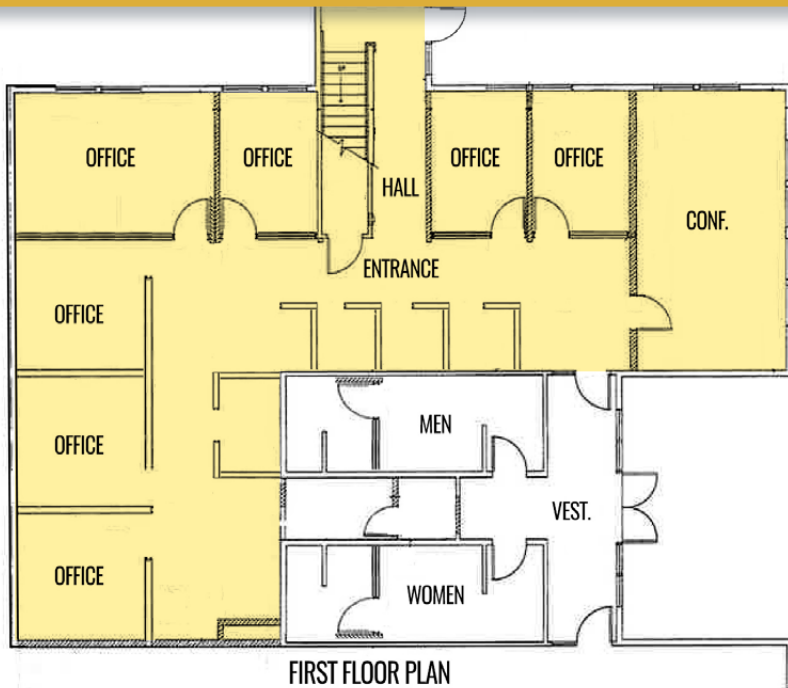 OFFICE
OFFICE
OFFICE
OFFICE
HALL
CONF.
ENTRANCE
OFFICE
OFFICE
MEN
VEST.
OFFICE
WOMEN
FIRST FLOOR PLAN